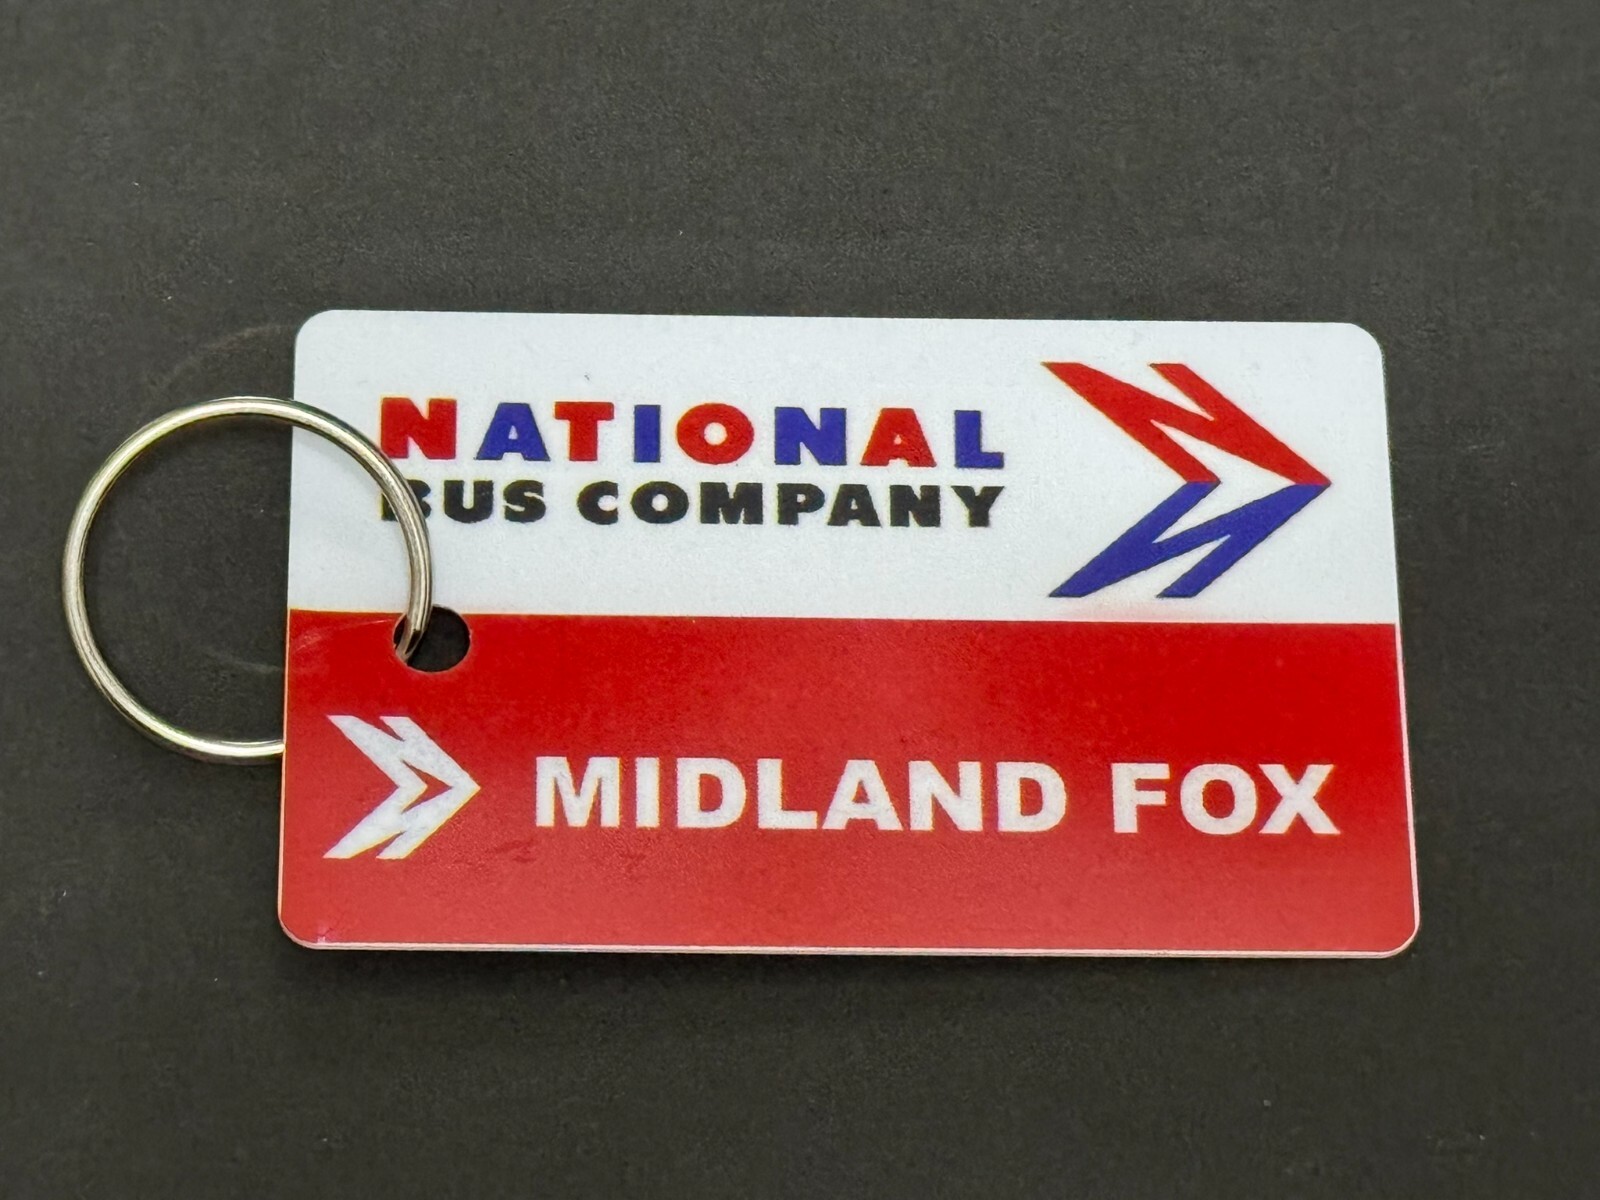 NATIONAL
BUS COMPANY
MIDLAND FOX